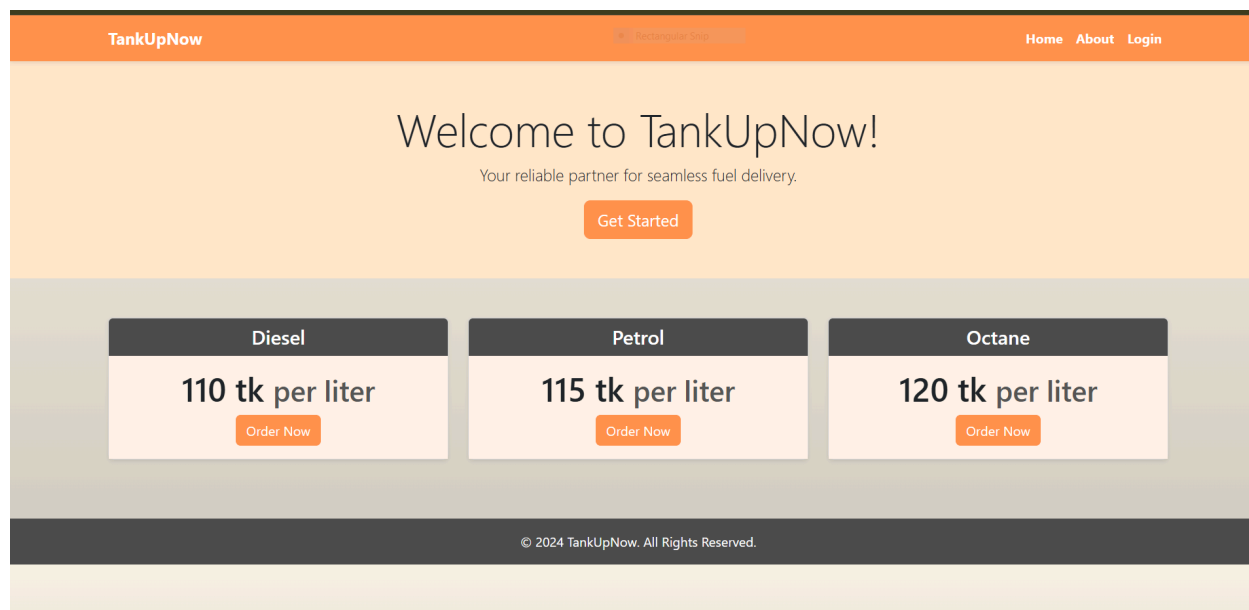 TankUpNow Rectangular Snip Home About Login
Welcome to TankUpNow!
Your reliable partner for seamless fuel delivery.
Get Started
Diesel Petrol Octane
110 tk per liter 115 tk per liter 120 tk per liter
Order Now Order Now Order Now
© 2024 TankUpNow. All Rights Reserved.